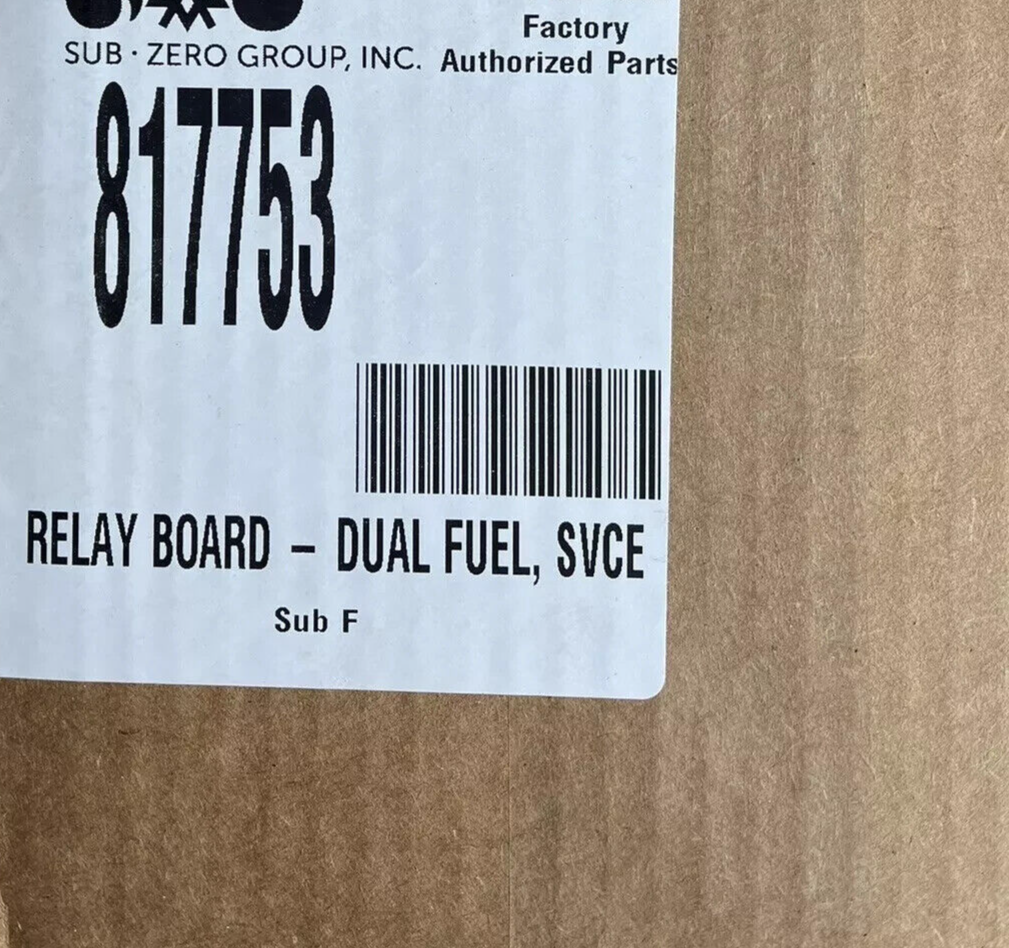 Factory
SUB · ZERO GROUP, INC. Authorized Parts
817753
RELAY BOARD – DUAL FUEL, SVCE
Sub F